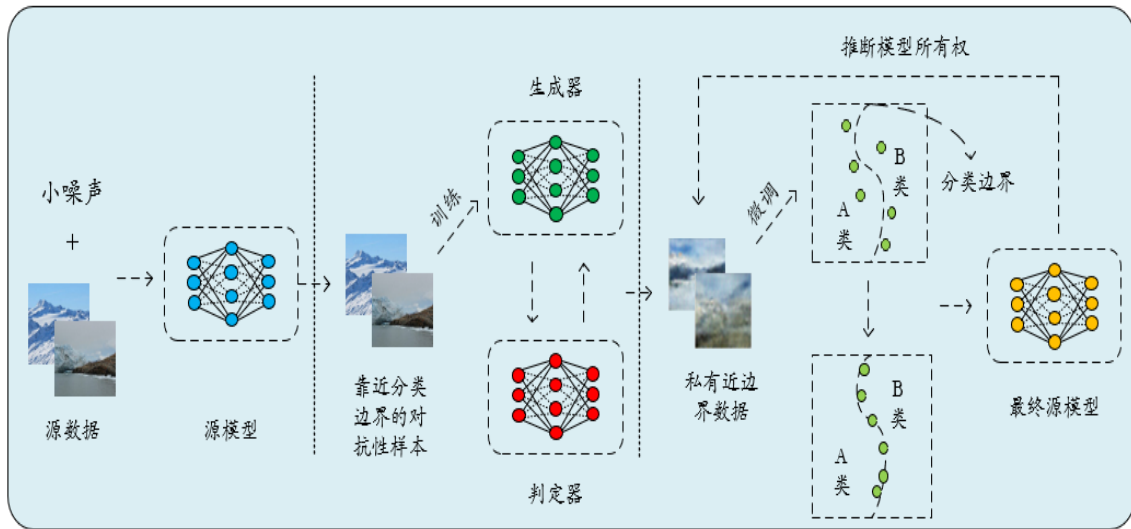 小噪声
+
源数据
源模型
靠近分类
边界的对
抗性样本
训练
生成器
判定器
推断模型所有权
私有近边
界数据
微调
A
类
B
类
分类边界
A
类
B
类
最终源模型